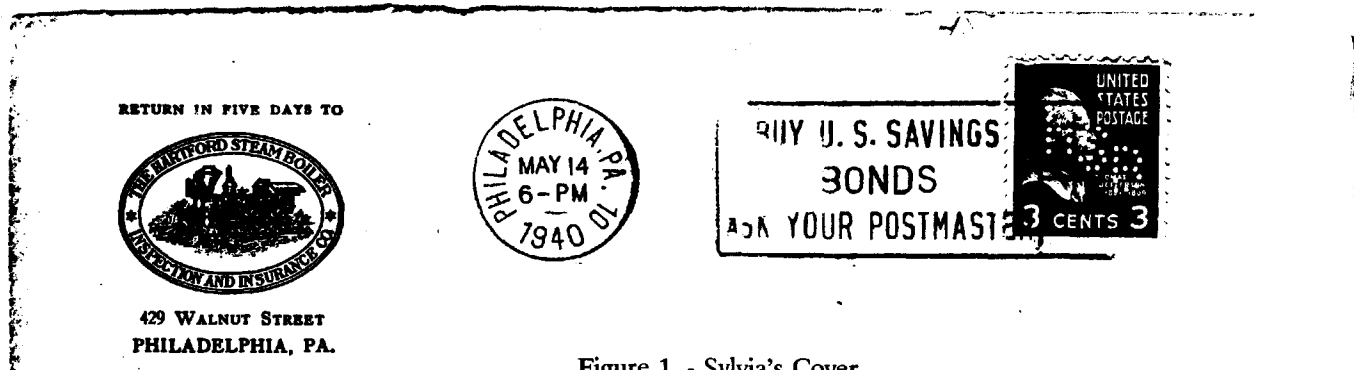 RETURN IN FIVE DAYS TO
THE HARTFORD STEAM BOILER
INSPECTION AND INSURANCE CO.
429 WALNUT STREET
PHILADELPHIA, PA.
PHILADELPHIA, PA. 10
MAY 14
6-PM
1940
BUY U. S. SAVINGS
BONDS
ASK YOUR POSTMASTER
UNITED
STATES
POSTAGE
3 CENTS 3
Figure 1. - Sylvia's Cover